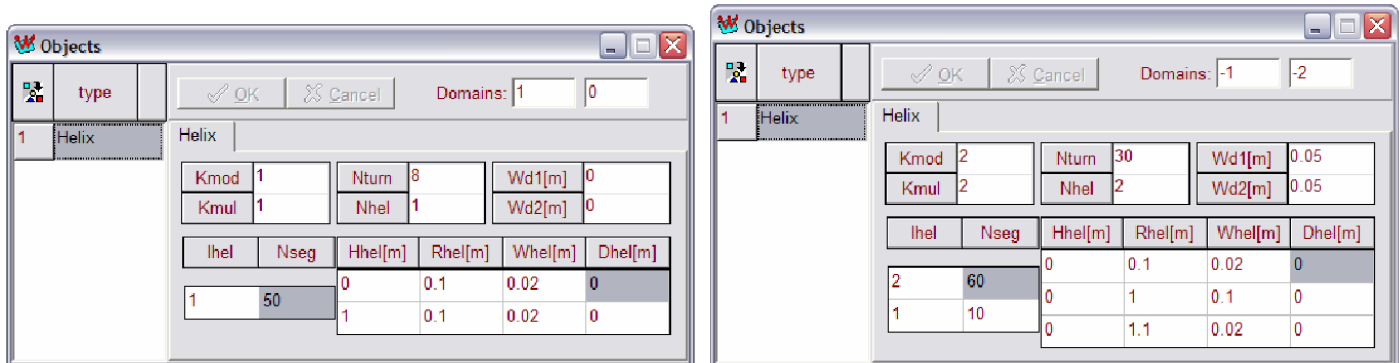 Objects
type
OK Cancel Domains: 1 0
1 Helix
Helix
Kmod 1 Nturn 8 Wd1[m] 0
Kmul 1 Nhel 1 Wd2[m] 0
Ihel Nseg Hhel[m] Rhel[m] Whel[m] Dhel[m]
0 0.1 0.02 0
1 50
1 0.1 0.02 0
Objects
type
OK Cancel Domains: -1 -2
1 Helix
Helix
Kmod 2 Nturn 30 Wd1[m] 0.05
Kmul 2 Nhel 2 Wd2[m] 0.05
Ihel Nseg Hhel[m] Rhel[m] Whel[m] Dhel[m]
0 0.1 0.02 0
2 60
0 1 0.1 0
1 10
0 1.1 0.02 0